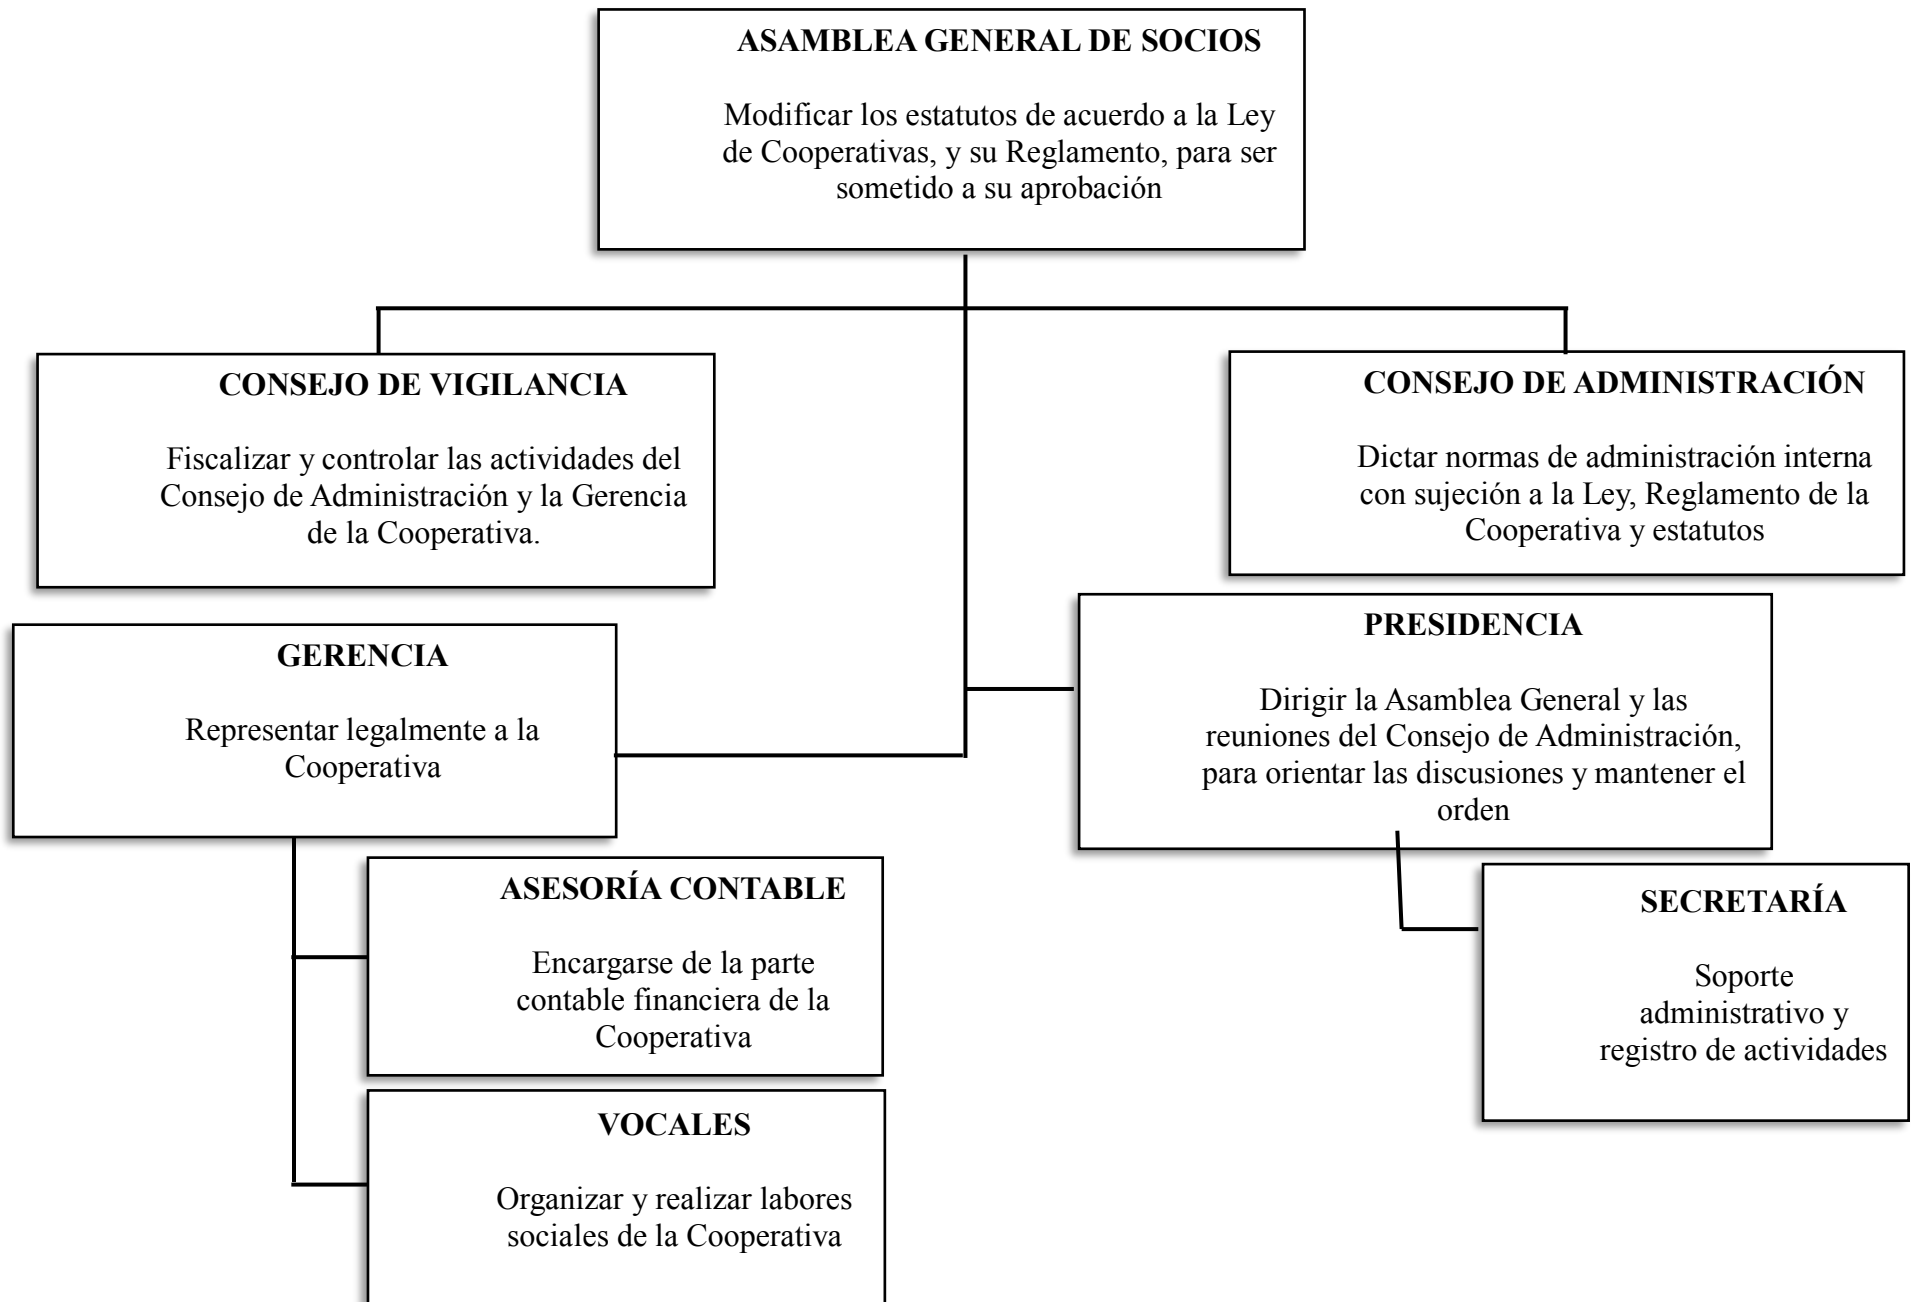 ASAMBLEA GENERAL DE SOCIOS
Modificar los estatutos de acuerdo a la Ley
de Cooperativas, y su Reglamento, para ser
sometido a su aprobación
CONSEJO DE VIGILANCIA
Fiscalizar y controlar las actividades del
Consejo de Administración y la Gerencia
de la Cooperativa.
CONSEJO DE ADMINISTRACIÓN
Dictar normas de administración interna
con sujeción a la Ley, Reglamento de la
Cooperativa y estatutos
GERENCIA
Representar legalmente a la
Cooperativa
PRESIDENCIA
Dirigir la Asamblea General y las
reuniones del Consejo de Administración,
para orientar las discusiones y mantener el
orden
ASESORÍA CONTABLE
Encargarse de la parte
contable financiera de la
Cooperativa
SECRETARÍA
Soporte
administrativo y
registro de actividades
VOCALES
Organizar y realizar labores
sociales de la Cooperativa